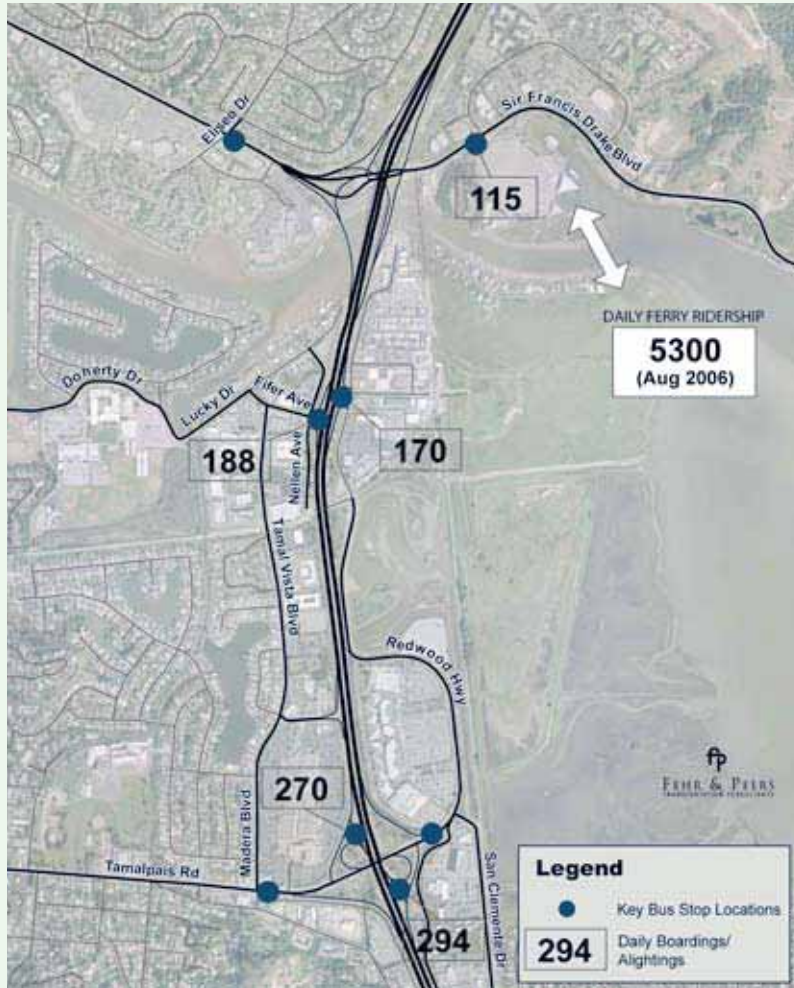 Eliseo Dr
Sir Francis Drake Blvd
115
DAILY FERRY RIDERSHIP
5300
(Aug 2006)
Doherty Dr
Lucky Dr
Fifer Ave
188
Nellen Ave
170
Tamal Vista Blvd
Redwood Hwy
FEHR & PEERS
TRANSPORTATION CONSULTANTS
270
Madera Blvd
Tamalpais Rd
San Clemente Dr
294
Legend
Key Bus Stop Locations
294
Daily Boardings/
Alightings